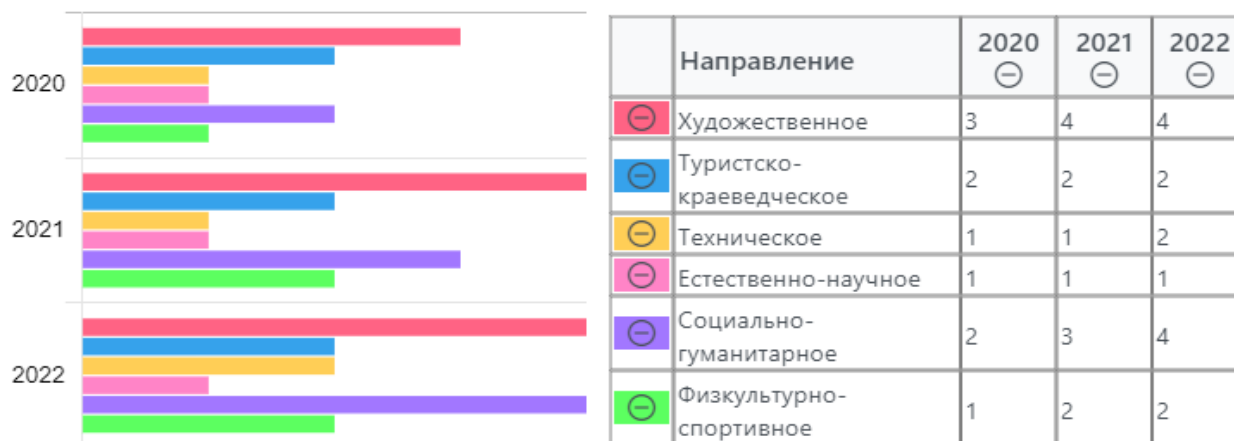 2020
2021
2022
Направление 2020 2021 2022
Художественное 3 4 4
Туристско-
краеведческое 2 2 2
Техническое 1 1 2
Естественно-научное 1 1 1
Социально-
гуманитарное 2 3 4
Физкультурно-
спортивное 1 2 2